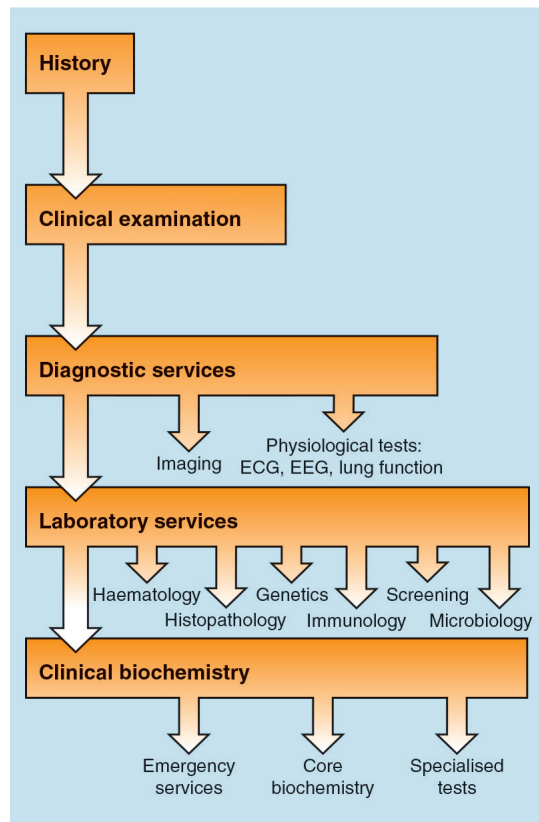 History
Clinical examination
Diagnostic services
Imaging
Physiological tests:
ECG, EEG, lung function
Laboratory services
Haematology
Genetics
Screening
Histopathology
Immunology
Microbiology
Clinical biochemistry
Emergency
services
Core
biochemistry
Specialised
tests